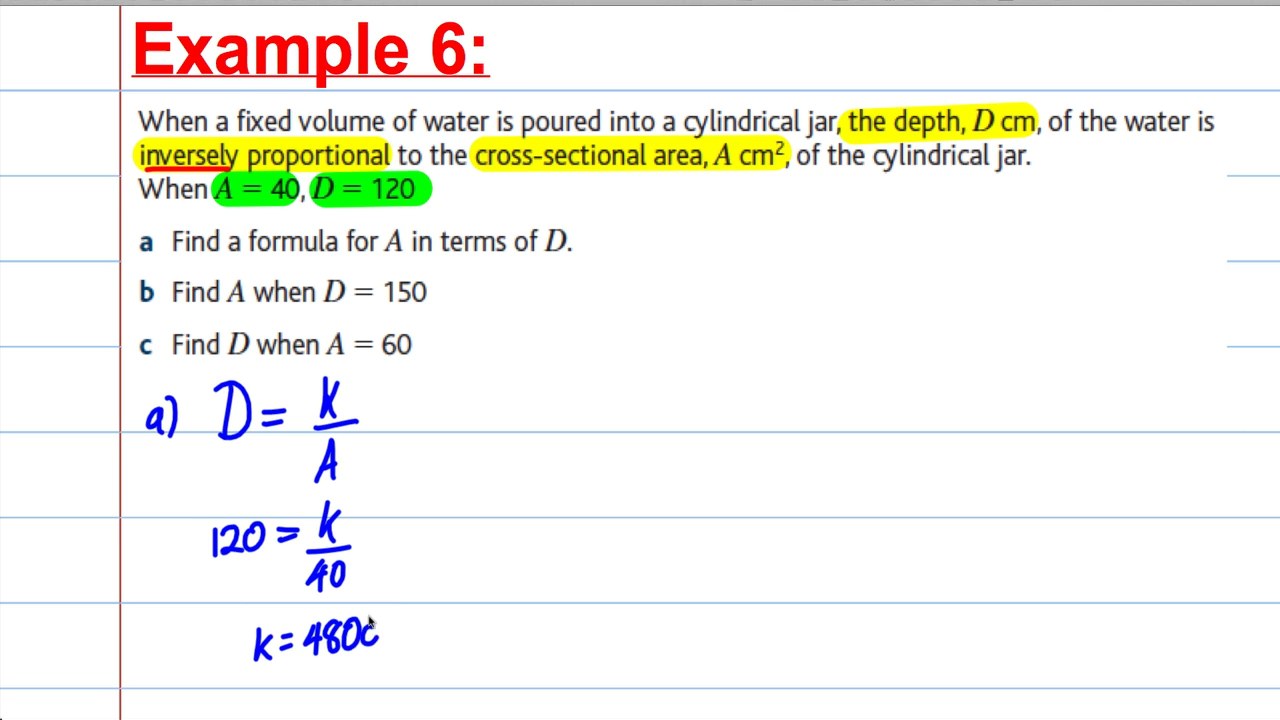 Example 6:
When a fixed volume of water is poured into a cylindrical jar, the depth, D cm, of the water is
inversely proportional to the cross-sectional area, A cm², of the cylindrical jar.
When A = 40, D = 120
a Find a formula for A in terms of D.
b Find A when D = 150
c Find D when A = 60
a) D = K
A
120 = k
40
k = 4800